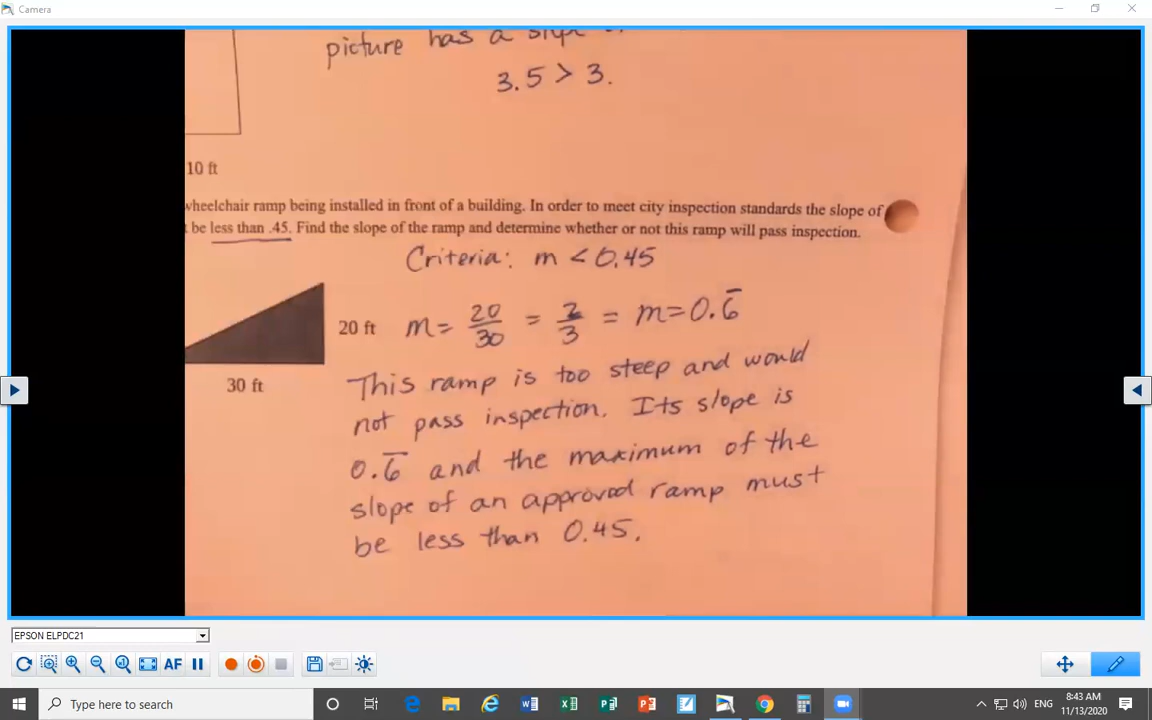 Camera
picture has a slope
3.5 > 3.
10 ft
wheelchair ramp being installed in front of a building. In order to meet city inspection standards the slope of
be less than .45. Find the slope of the ramp and determine whether or not this ramp will pass inspection.
Criteria: m < 0.45
20 ft
m = 20/30 = 2/3 = m = 0.6̅
30 ft
This ramp is too steep and would
not pass inspection. Its slope is
0.6̅ and the maximum of the
slope of an approved ramp must
be less than 0.45.
EPSON ELPDC21
AF
Type here to search
ENG
8:43 AM
11/13/2020